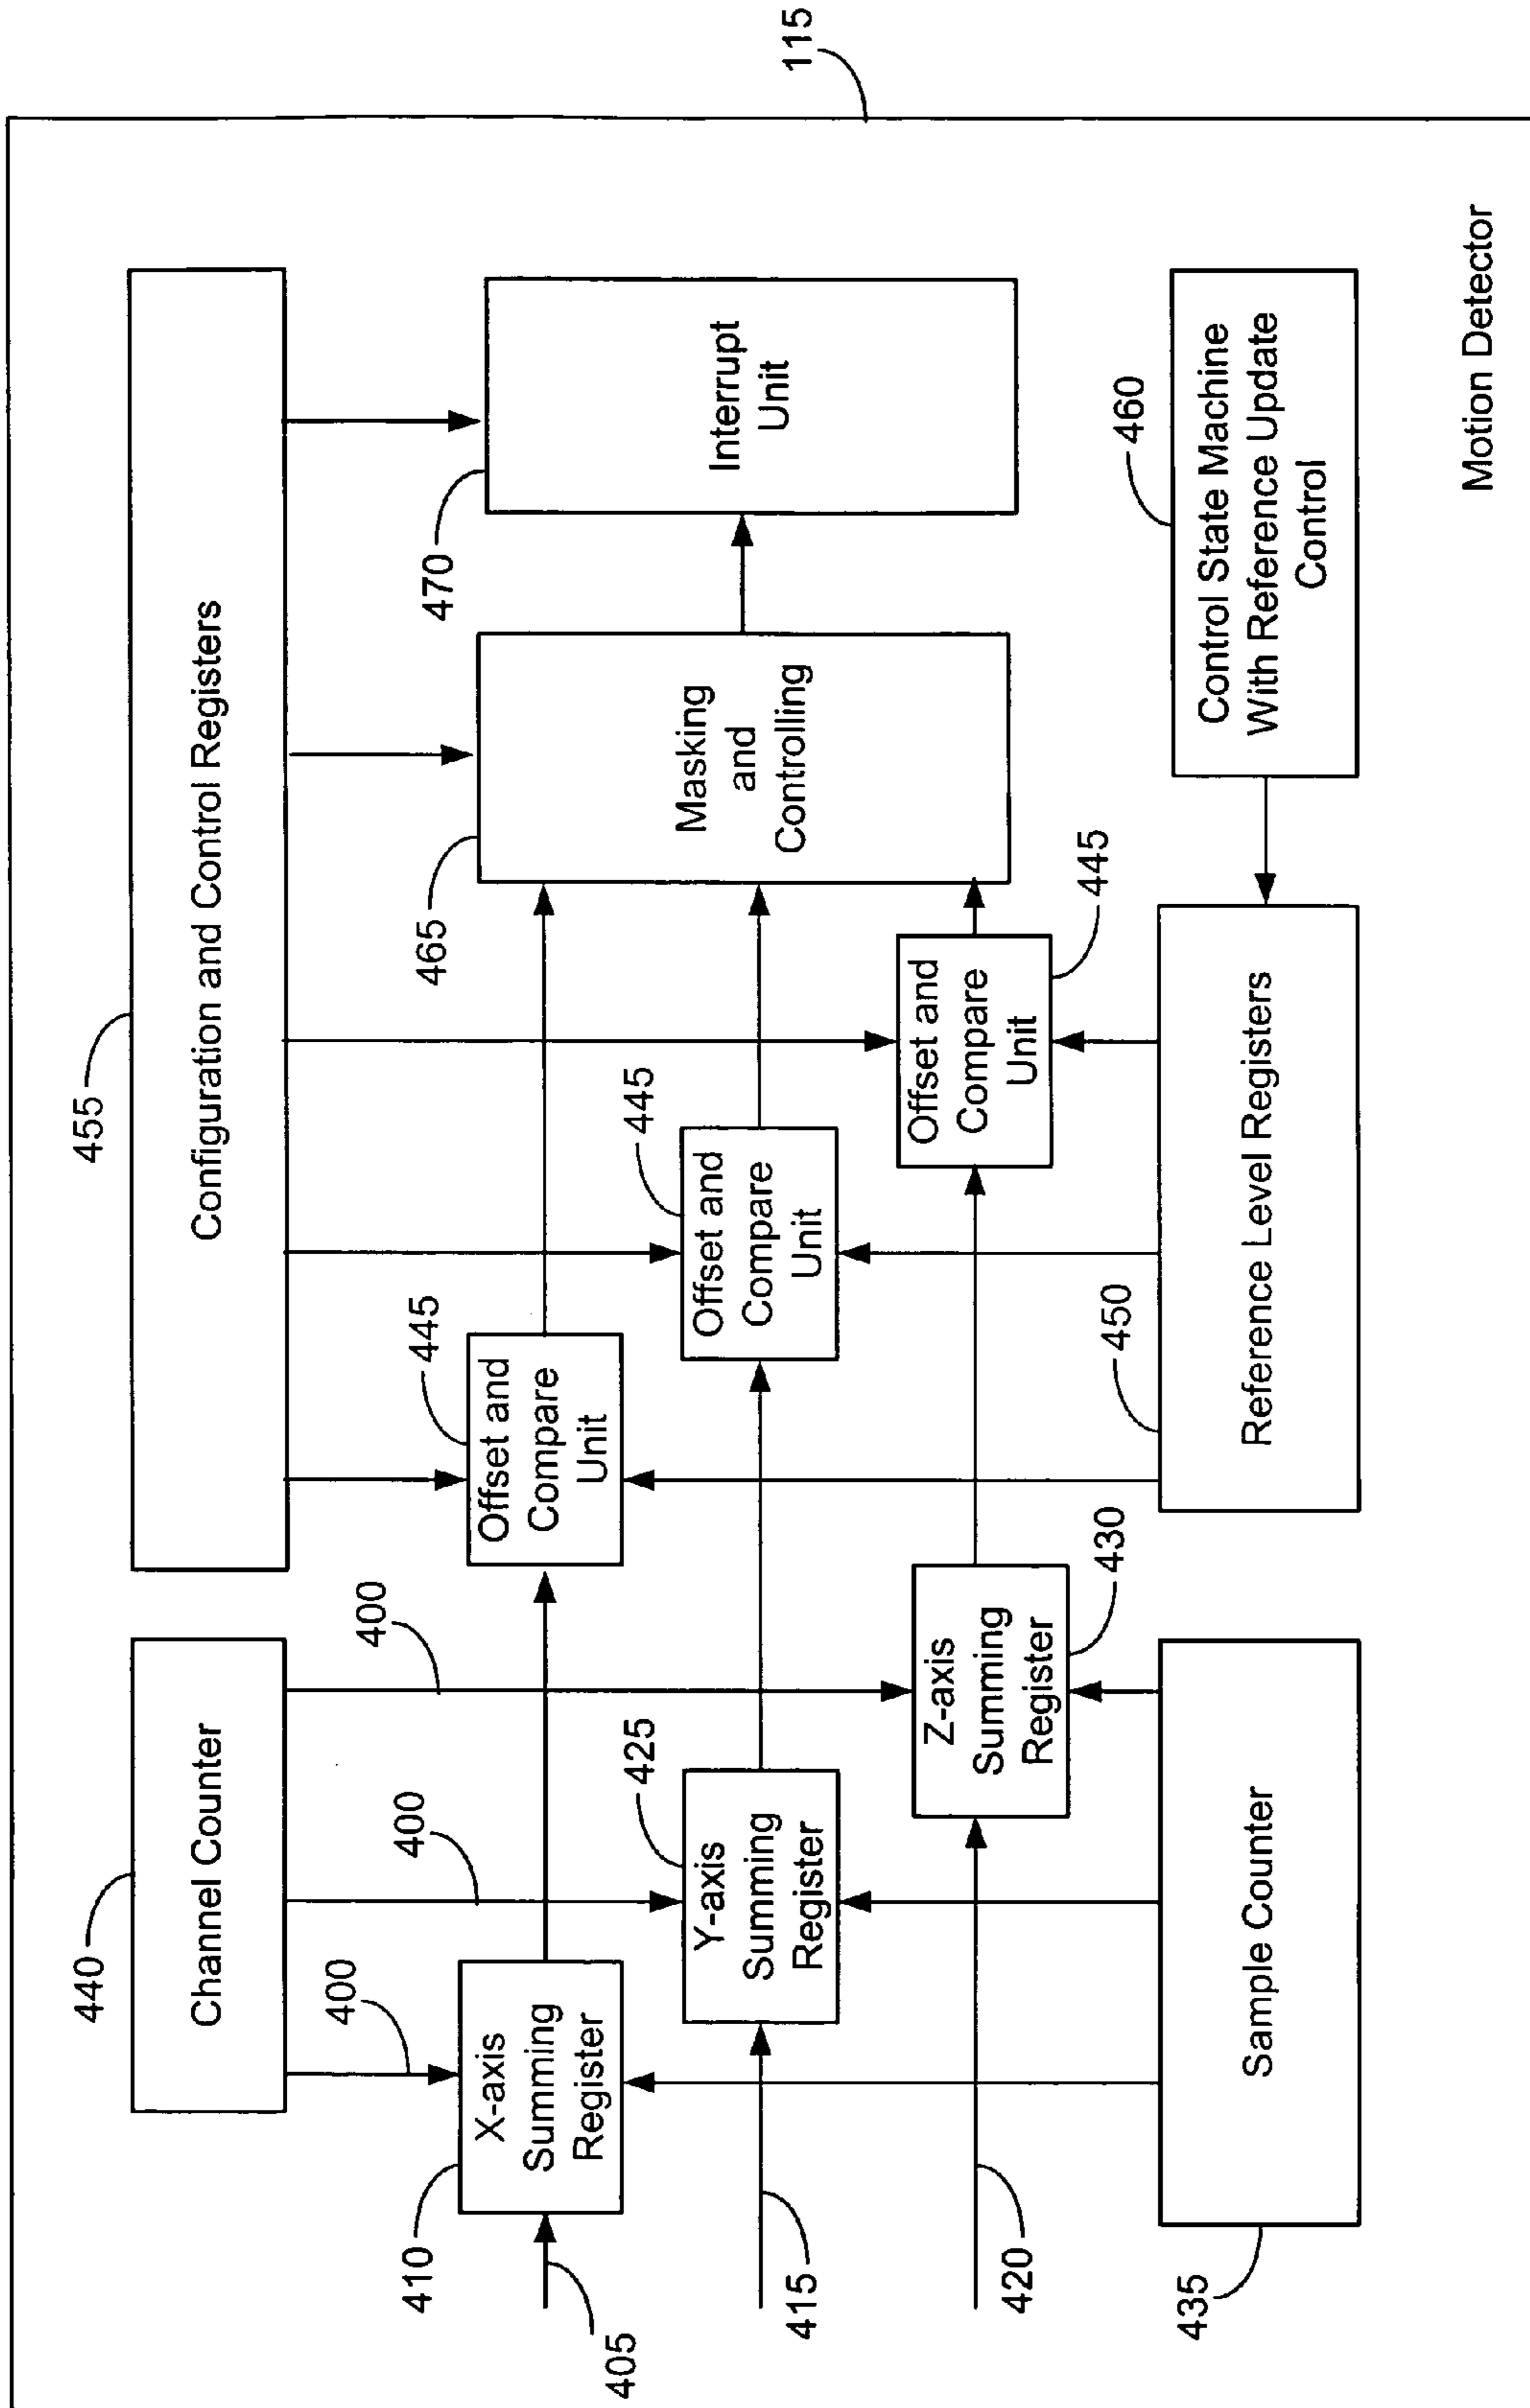 440
Channel Counter
455
Configuration and Control Registers
400
400
400
410
X-axis
Summing
Register
405
445
Offset and
Compare
Unit
465
Masking
and
Controlling
470
Interrupt
Unit
115
425
Y-axis
Summing
Register
415
445
Offset and
Compare
Unit
Z-axis
Summing
Register
430
420
Offset and
Compare
Unit
445
435
Sample Counter
450
Reference Level Registers
460
Control State Machine
With Reference Update
Control
Motion Detector